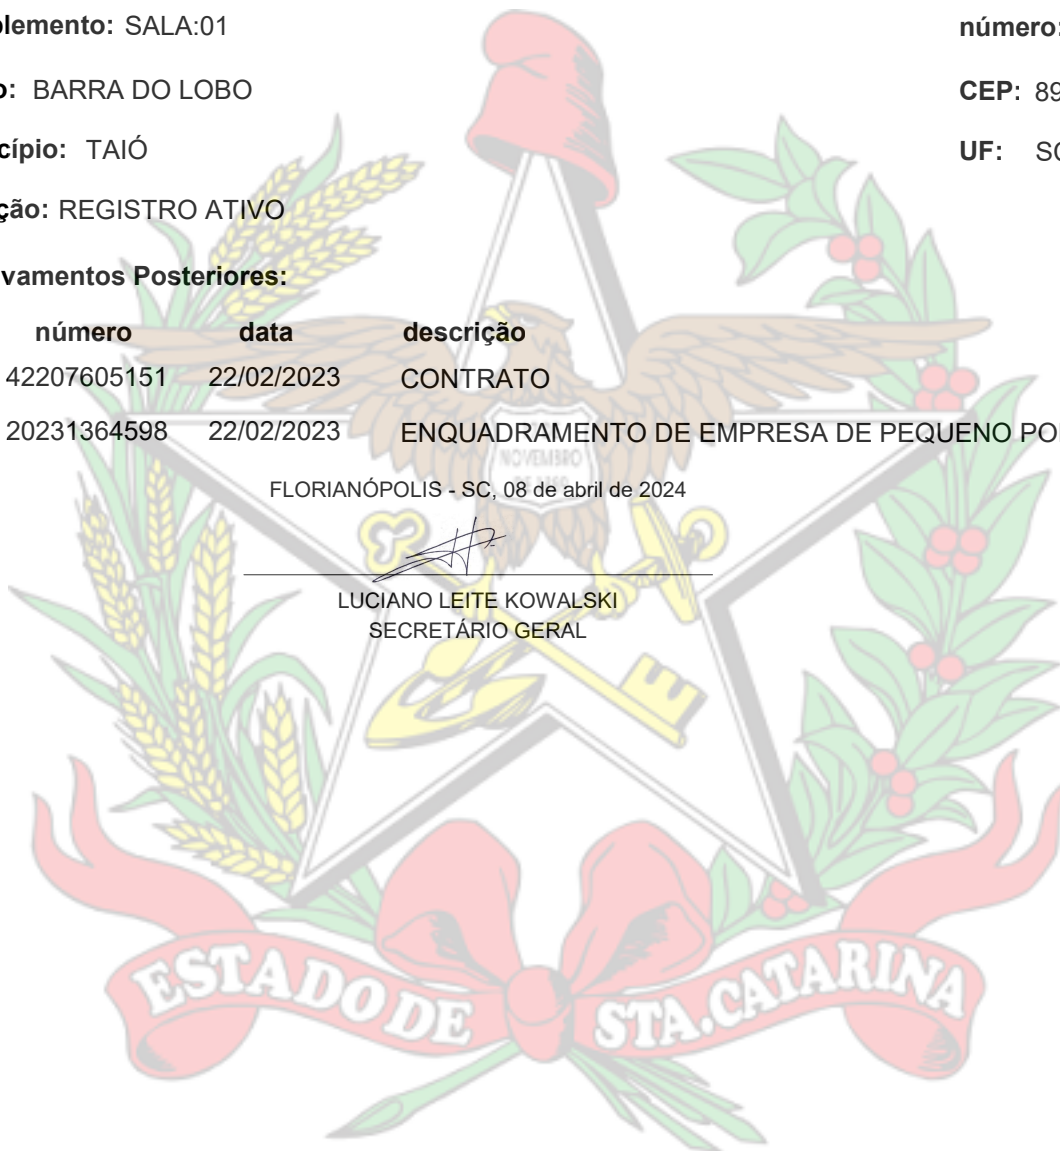 plemento: SALA:01 número:
o: BARRA DO LOBO CEP: 89
cípio: TAIÓ UF: SC
ção: REGISTRO ATIVO
vamentos Posteriores:
número data descrição
42207605151 22/02/2023 CONTRATO
20231364598 22/02/2023 ENQUADRAMENTO DE EMPRESA DE PEQUENO PO
NOVEMBRO
FLORIANÓPOLIS - SC, 08 de abril de 2024
LUCIANO LEITE KOWALSKI
SECRETÁRIO GERAL
ESTADO DE STA.CATARINA